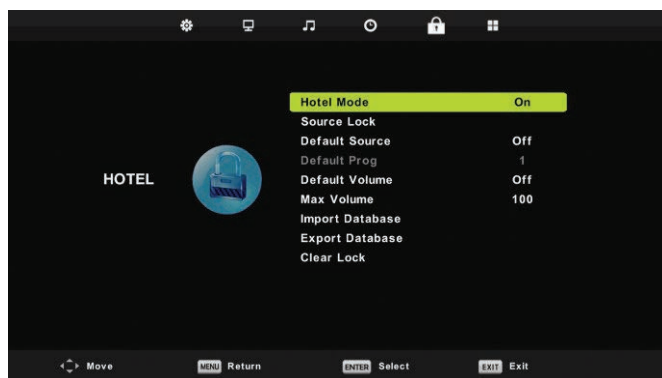 Hotel Mode On
Source Lock
Default Source Off
Default Prog 1
HOTEL
Default Volume Off
Max Volume 100
Import Database
Export Database
Clear Lock
Move MENU Return ENTER Select EXIT Exit